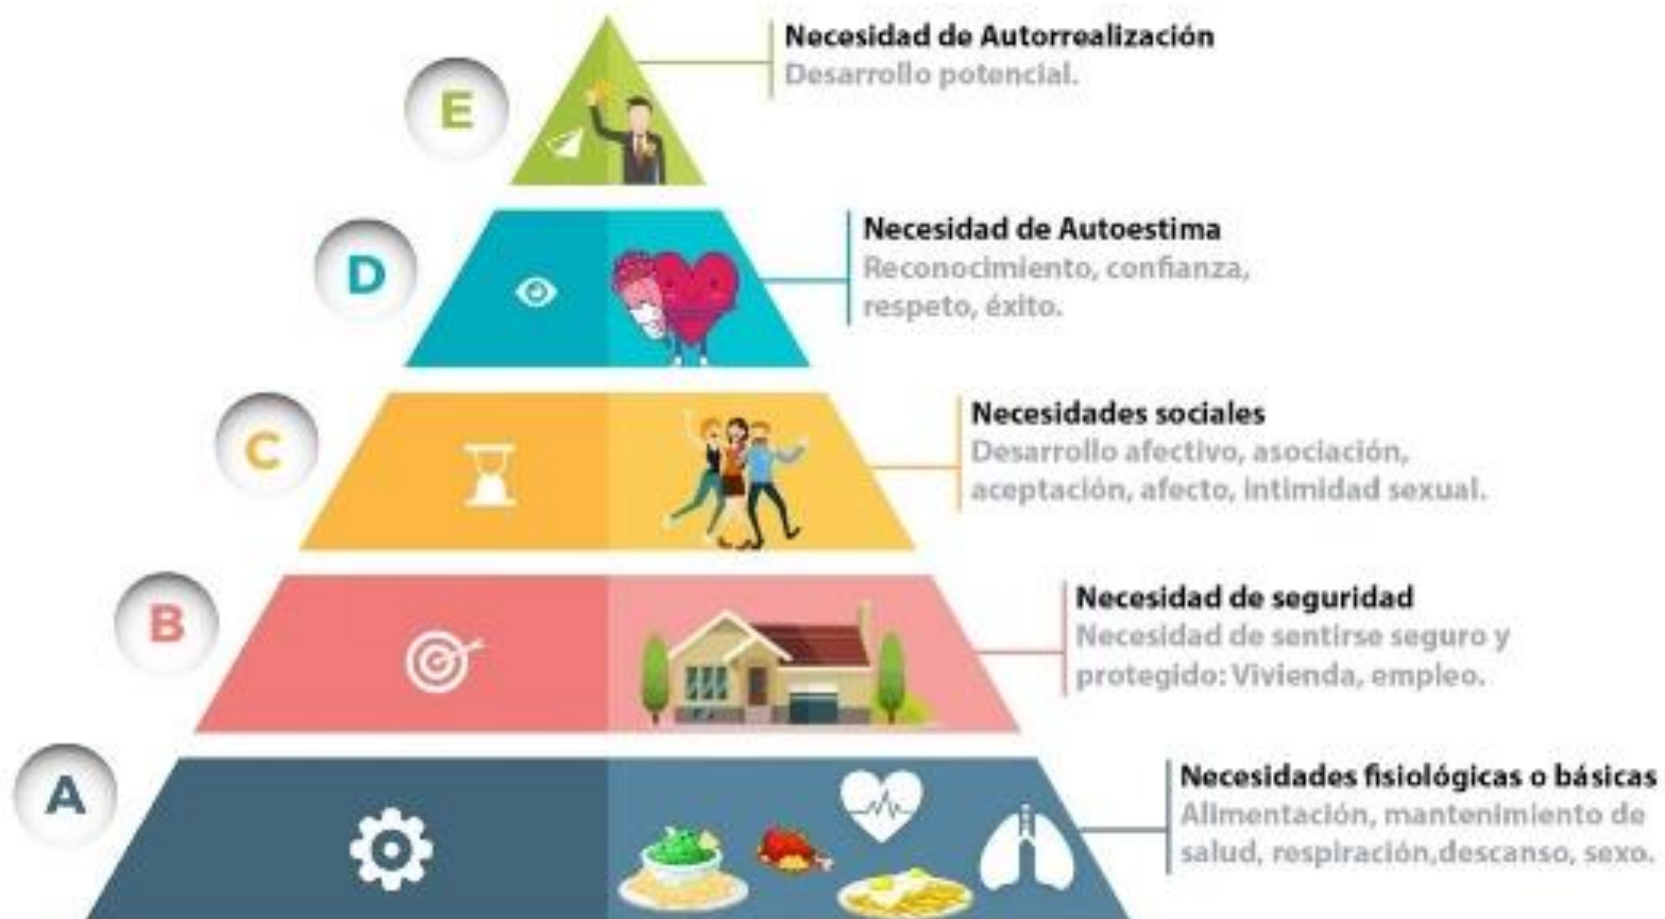 E
Necesidad de Autorrealización
Desarrollo potencial.
D
Necesidad de Autoestima
Reconocimiento, confianza,
respeto, éxito.
C
Necesidades sociales
Desarrollo afectivo, asociación,
aceptación, afecto, intimidad sexual.
B
Necesidad de seguridad
Necesidad de sentirse seguro y
protegido: Vivienda, empleo.
A
Necesidades fisiológicas o básicas
Alimentación, mantenimiento de
salud, respiración,descanso, sexo.